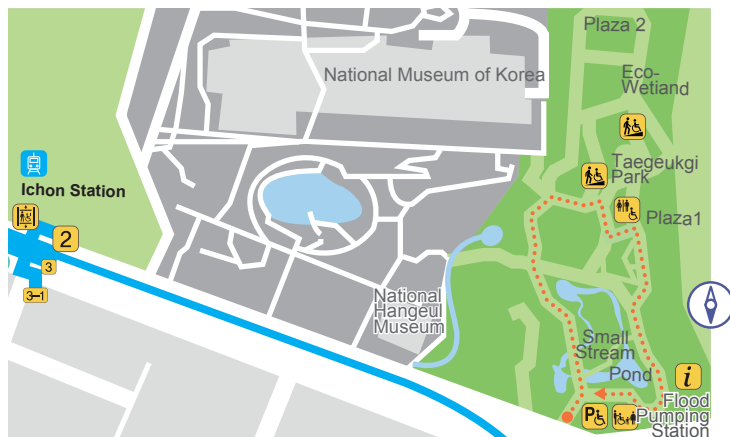 Plaza 2
National Museum of Korea
Eco-
Wetland
Taegeukgi
Park
Ichon Station
Plaza1
2
3
3–1
National
Hangeul
Museum
Small
Stream
Pond
i
P
Flood
Pumping
Station